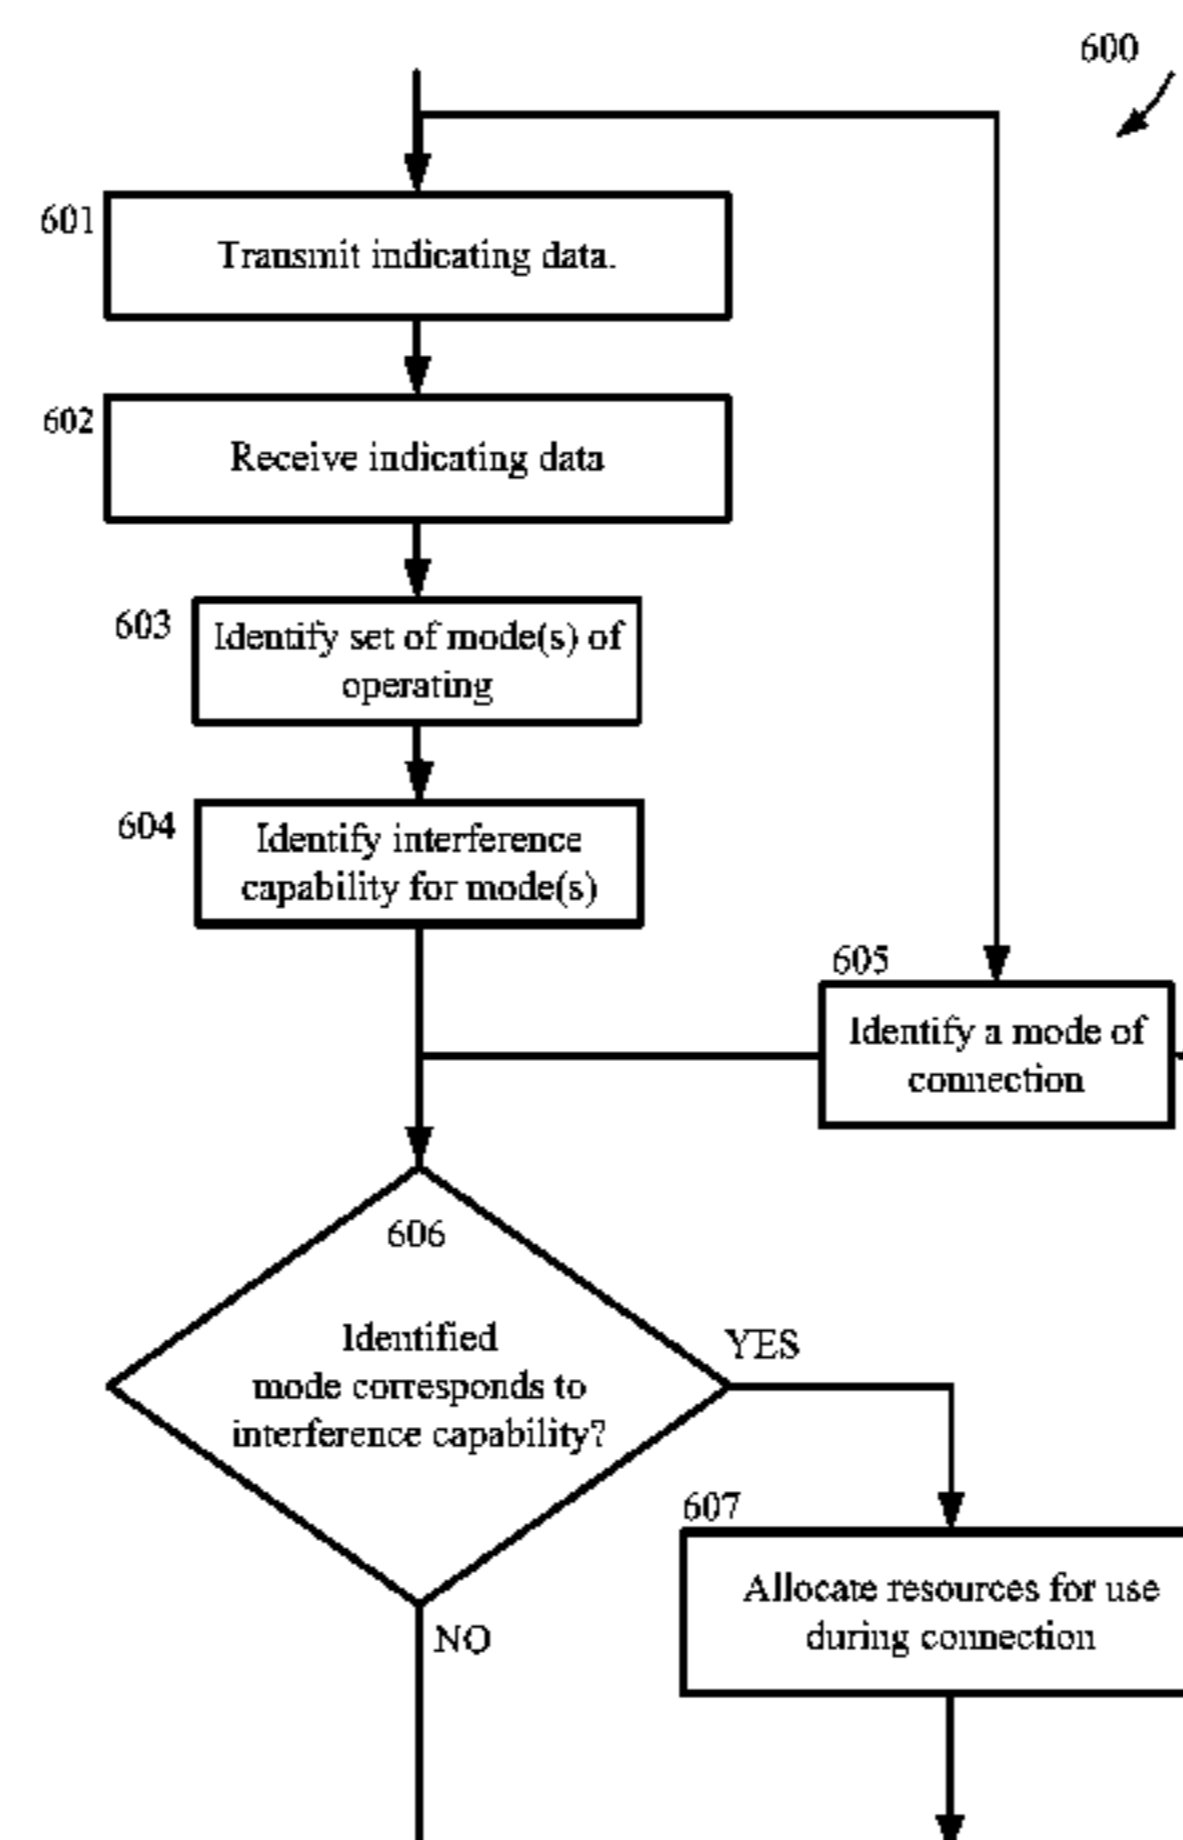 600
601
Transmit indicating data.
602
Receive indicating data
603
Identify set of mode(s) of
operating
604
Identify interference
capability for mode(s)
605
Identify a mode of
connection
606
Identified
mode corresponds to
interference capability?
YES
607
Allocate resources for use
during connection
NO